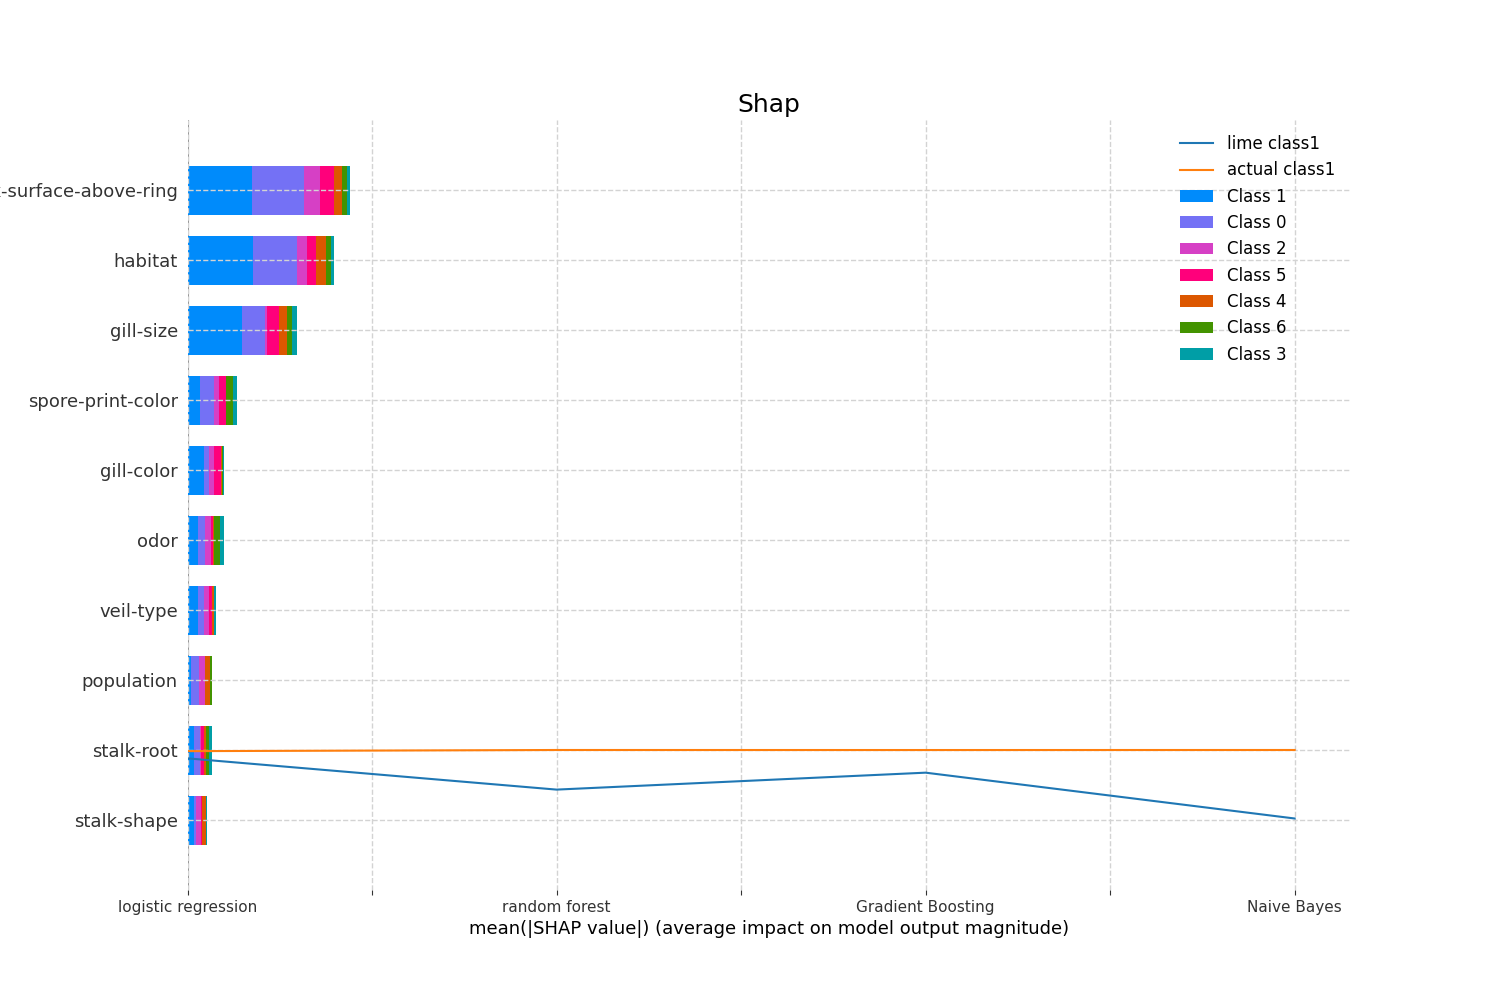 Shap
lime class1
actual class1
Class 1
Class 0
Class 2
Class 5
Class 4
Class 6
Class 3
-surface-above-ring
habitat
gill-size
spore-print-color
gill-color
odor
veil-type
population
stalk-root
stalk-shape
logistic regression random forest Gradient Boosting Naive Bayes
mean(|SHAP value|) (average impact on model output magnitude)